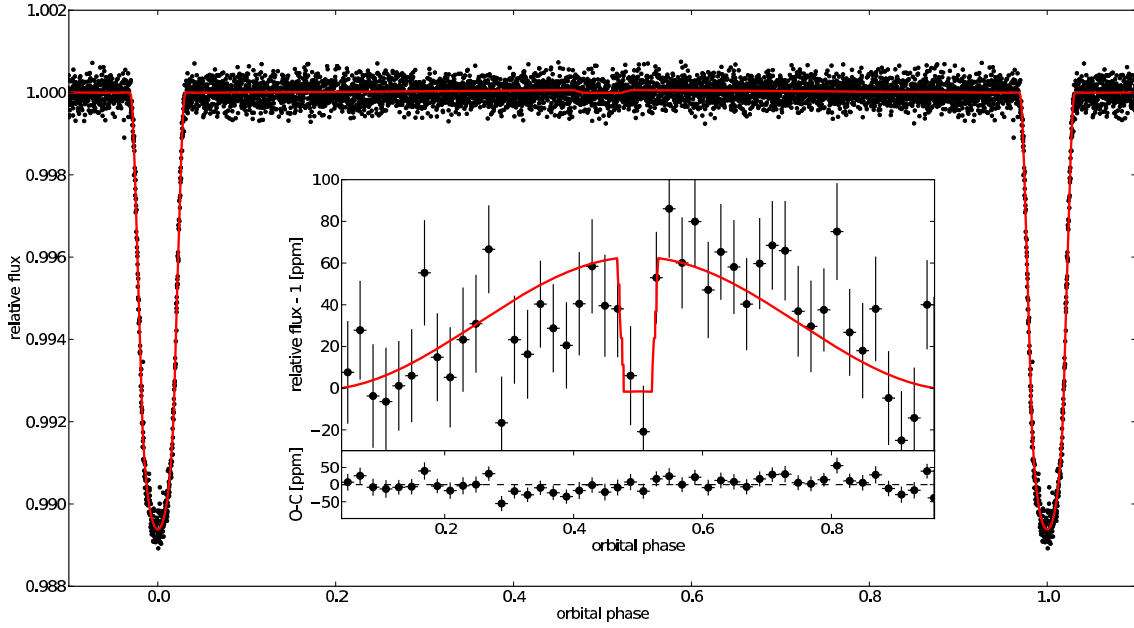 1.002
1.000
0.998
0.996
0.994
0.992
0.990
0.988
relative flux
100
80
60
40
20
0
−20
relative flux - 1 [ppm]
50
0
−50
O-C [ppm]
0.2 0.4 0.6 0.8
orbital phase
0.0 0.2 0.4 0.6 0.8 1.0
orbital phase